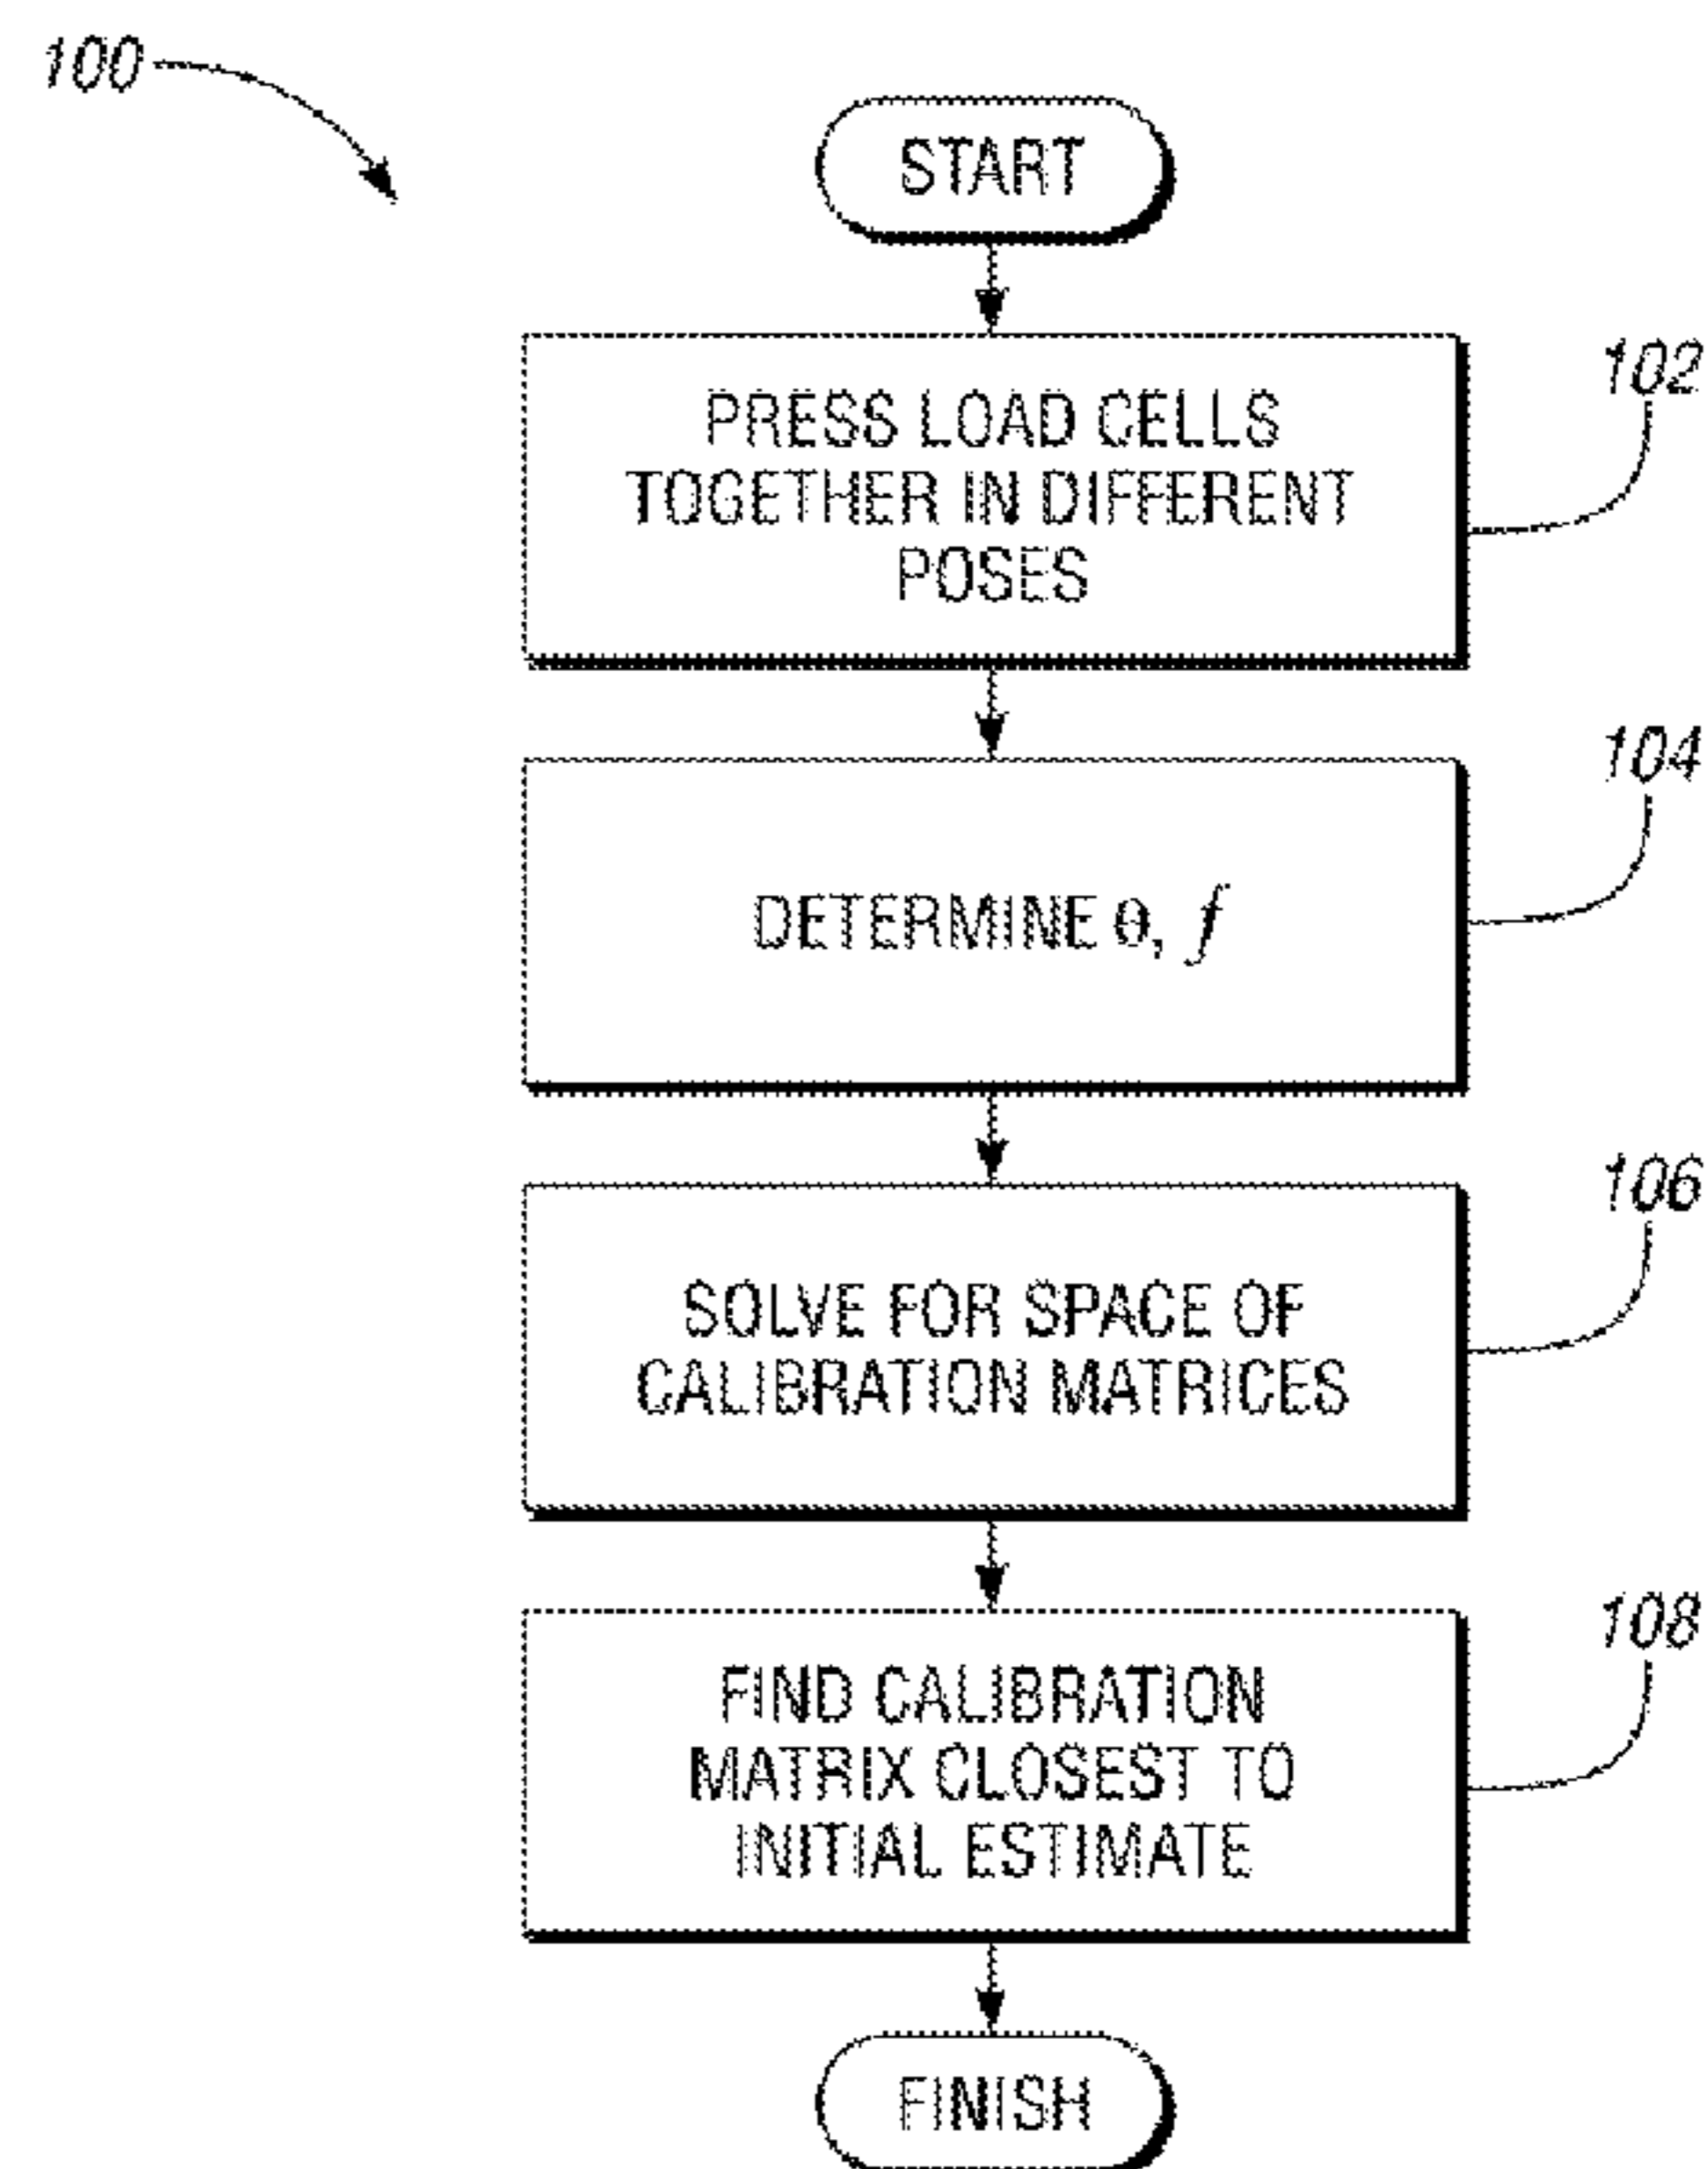 100
START
PRESS LOAD CELLS
TOGETHER IN DIFFERENT
POSES
102
DETERMINE θ, f
104
SOLVE FOR SPACE OF
CALIBRATION MATRICES
106
FIND CALIBRATION
MATRIX CLOSEST TO
INITIAL ESTIMATE
108
FINISH